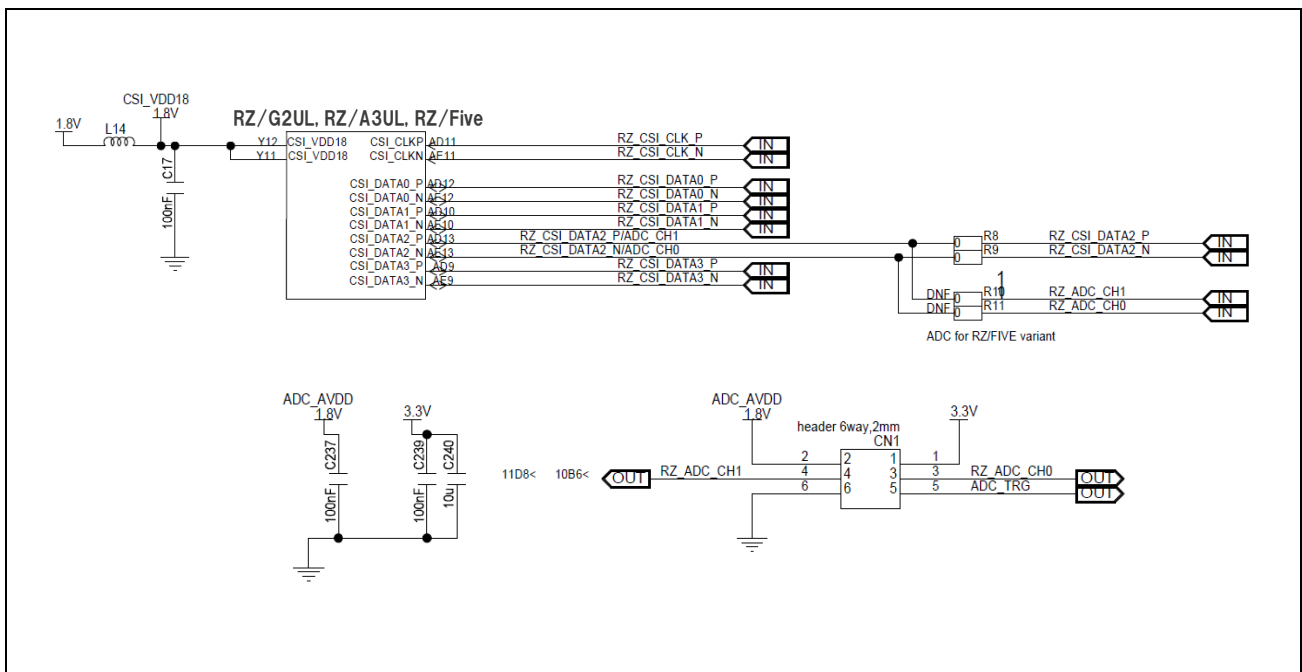 CSI_VDD18
1.8V
1.8V
L14
C17
100nF
RZ/G2UL, RZ/A3UL, RZ/Five
Y12 CSI_VDD18 CSI_CLKP AD11 RZ_CSI_CLK_P IN
Y11 CSI_VDD18 CSI_CLKN AE11 RZ_CSI_CLK_N IN
CSI_DATA0_P AD12 RZ_CSI_DATA0_P IN
CSI_DATA0_N AE12 RZ_CSI_DATA0_N IN
CSI_DATA1_P AD10 RZ_CSI_DATA1_P IN
CSI_DATA1_N AE10 RZ_CSI_DATA1_N IN
CSI_DATA2_P AD13 RZ_CSI_DATA2_P/ADC_CH1
CSI_DATA2_N AE13 RZ_CSI_DATA2_N/ADC_CH0
CSI_DATA3_P AD9 RZ_CSI_DATA3_P IN
CSI_DATA3_N AE9 RZ_CSI_DATA3_N IN
0 R8 RZ_CSI_DATA2_P IN
0 R9 RZ_CSI_DATA2_N IN
1
DNF 0 R10 RZ_ADC_CH1 IN
DNF 0 R11 RZ_ADC_CH0 IN
ADC for RZ/FIVE variant
ADC_AVDD
1.8V
3.3V
C237
100nF
C239
100nF
C240
10u
ADC_AVDD
1.8V
3.3V
header 6way,2mm
CN1
2 2 1 1
11D8< 10B6< OUT RZ_ADC_CH1 4 4 3 3 RZ_ADC_CH0 OUT
6 6 5 5 ADC_TRG OUT